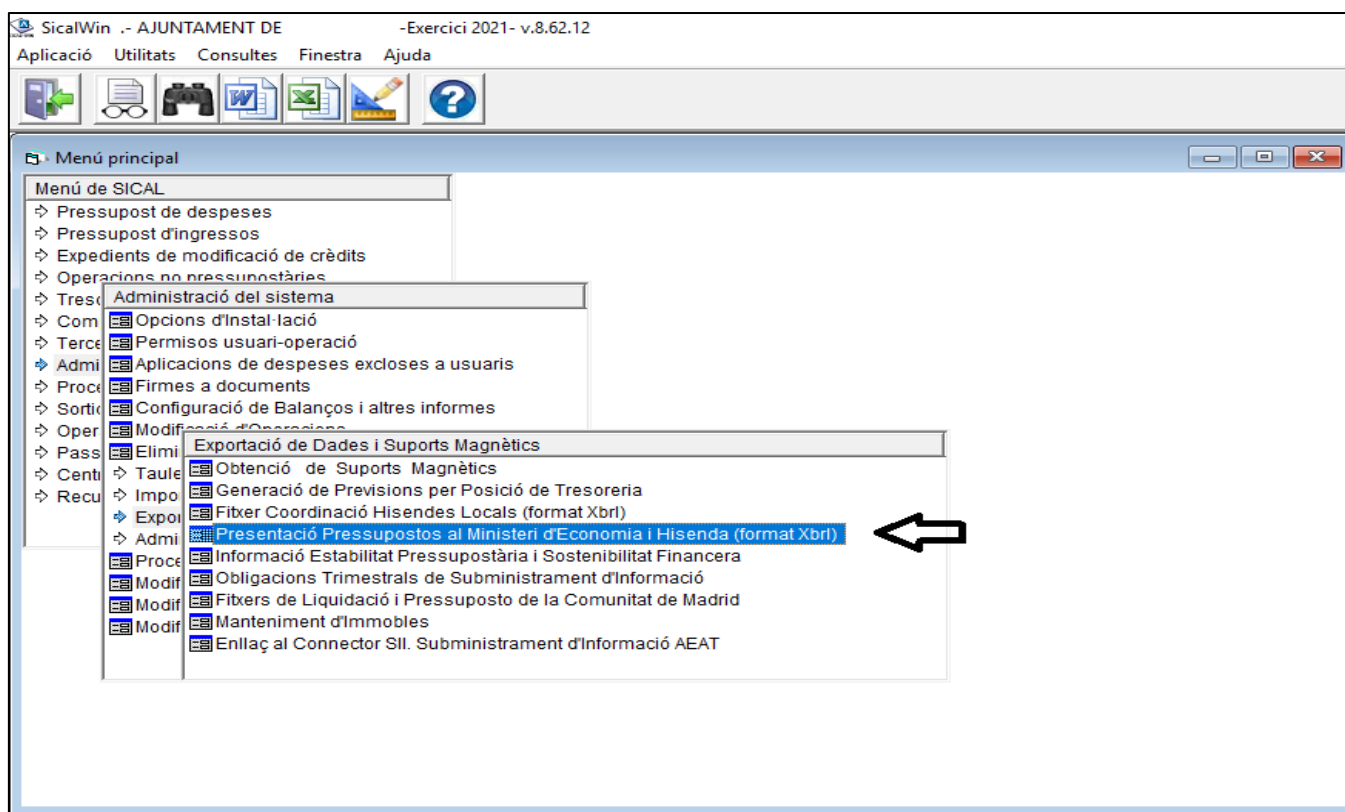 SicalWin .- AJUNTAMENT DE -Exercici 2021- v.8.62.12
Aplicació Utilitats Consultes Finestra Ajuda
Menú principal
Menú de SICAL
Pressupost de despeses
Pressupost d'ingressos
Expedients de modificació de crèdits
Operacions no pressupostàries
Administració del sistema
Opcions d'Instal·lació
Permisos usuari-operació
Aplicacions de despeses excloses a usuaris
Firmes a documents
Configuració de Balanços i altres informes
Modificació d'Operacions
Exportació de Dades i Suports Magnètics
Obtenció de Suports Magnètics
Generació de Previsions per Posició de Tresoreria
Fitxer Coordinació Hisendes Locals (format Xbrl)
Presentació Pressupostos al Ministeri d'Economia i Hisenda (format Xbrl)
Informació Estabilitat Pressupostària i Sostenibilitat Financera
Obligacions Trimestrals de Subministrament d'Informació
Fitxers de Liquidació i Pressuposto de la Comunitat de Madrid
Manteniment d'Immobles
Enllaç al Connector SII. Subministrament d'Informació AEAT